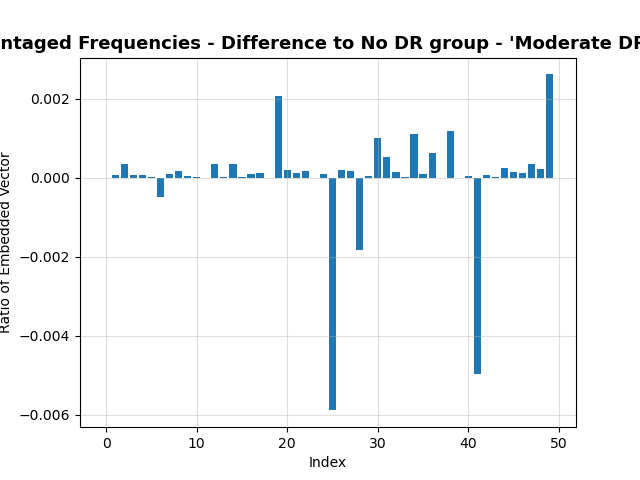 ntaged Frequencies - Difference to No DR group - 'Moderate DR
0.002
0.000
−0.002
−0.004
−0.006
Ratio of Embedded Vector
0 10 20 30 40 50
Index